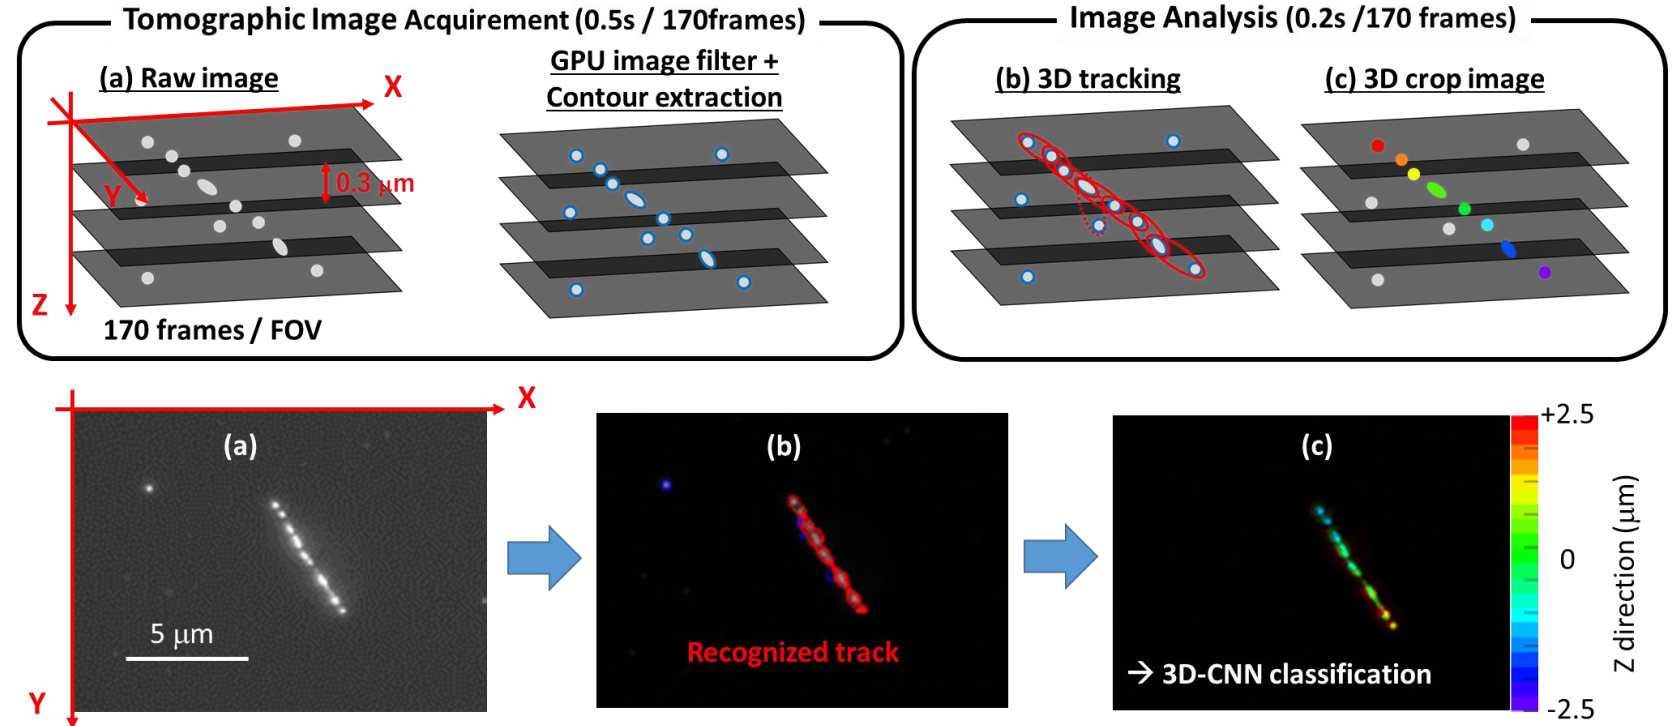 Tomographic Image Acquirement (0.5s / 170frames)
(a) Raw image
X
Y
Z
0.3 μm
170 frames / FOV
GPU image filter +
Contour extraction
Image Analysis (0.2s /170 frames)
(b) 3D tracking
(c) 3D crop image
X
Y
(a)
5 μm
(b)
Recognized track
(c)
→ 3D-CNN classification
+2.5
0
-2.5
Z direction (μm)